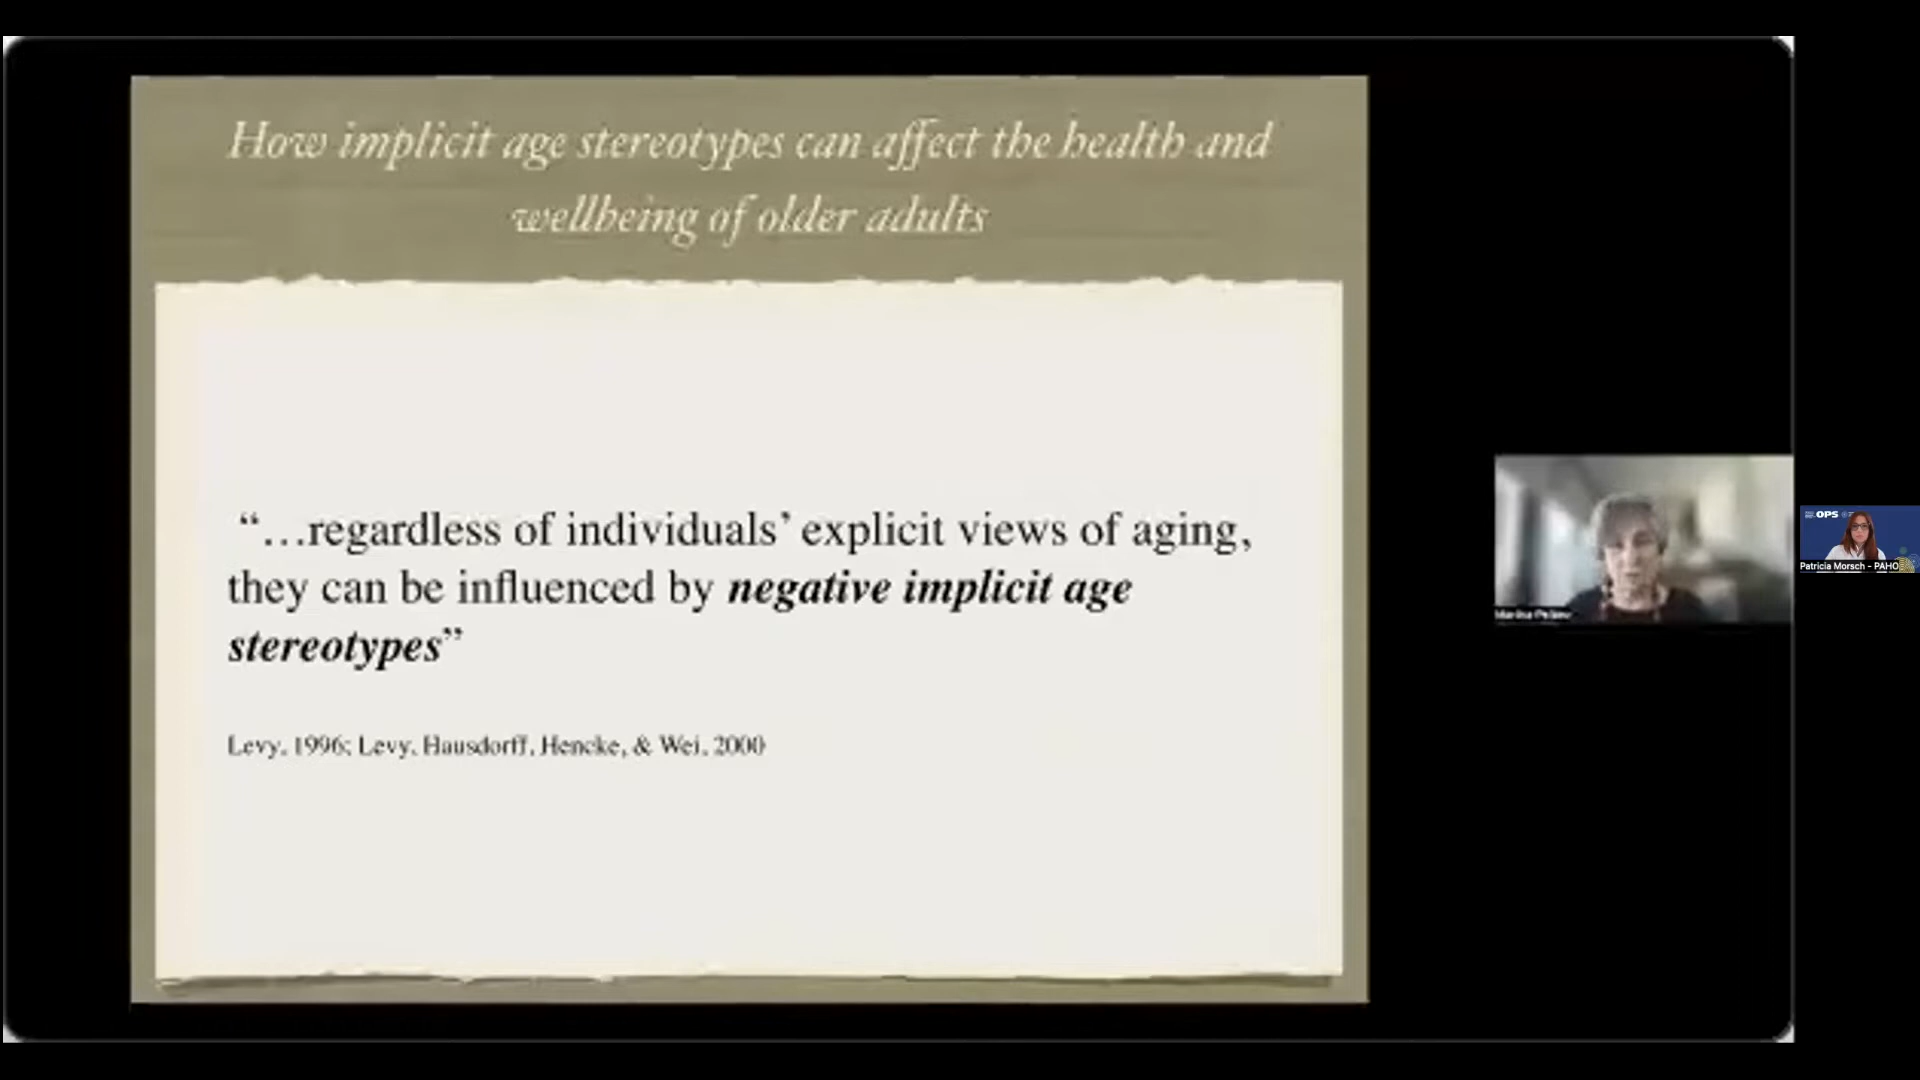 How implicit age stereotypes can affect the health and
wellbeing of older adults
“…regardless of individuals’ explicit views of aging,
they can be influenced by negative implicit age
stereotypes”
Levy, 1996; Levy, Hausdorff, Hencke, & Wei, 2000
OPS
Patricia Morsch - PAHO